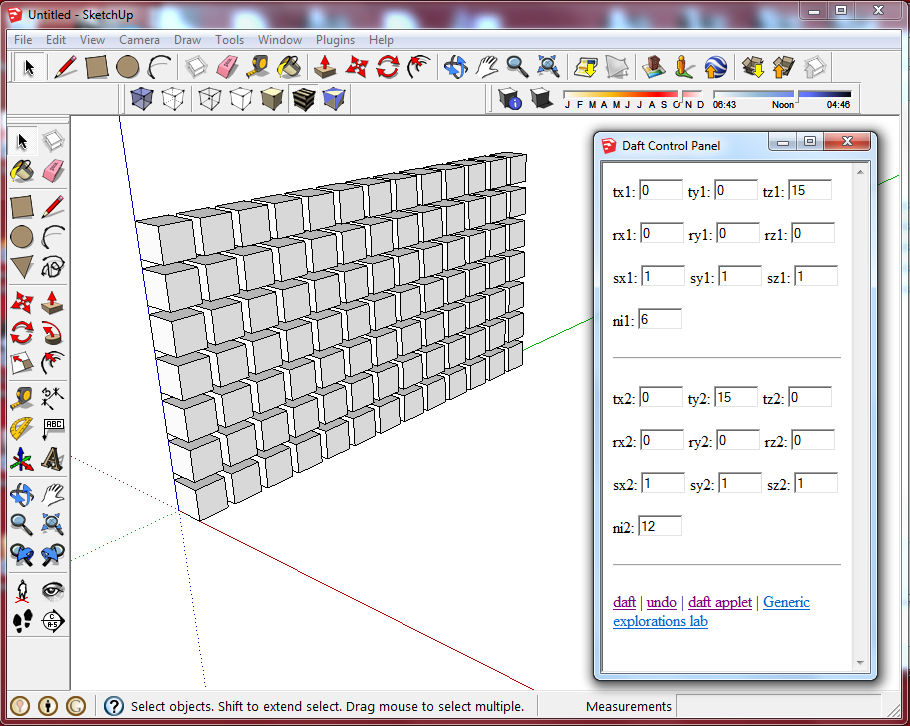 Untitled - SketchUp
File Edit View Camera Draw Tools Window Plugins Help
J F M A M J J A S O N D 06:43 Noon 04:46
Daft Control Panel
tx1: 0 ty1: 0 tz1: 15
rx1: 0 ry1: 0 rz1: 0
sx1: 1 sy1: 1 sz1: 1
ni1: 6
tx2: 0 ty2: 15 tz2: 0
rx2: 0 ry2: 0 rz2: 0
sx2: 1 sy2: 1 sz2: 1
ni2: 12
daft | undo | daft applet | Generic
explorations lab
ABC
Select objects. Shift to extend select. Drag mouse to select multiple.
Measurements